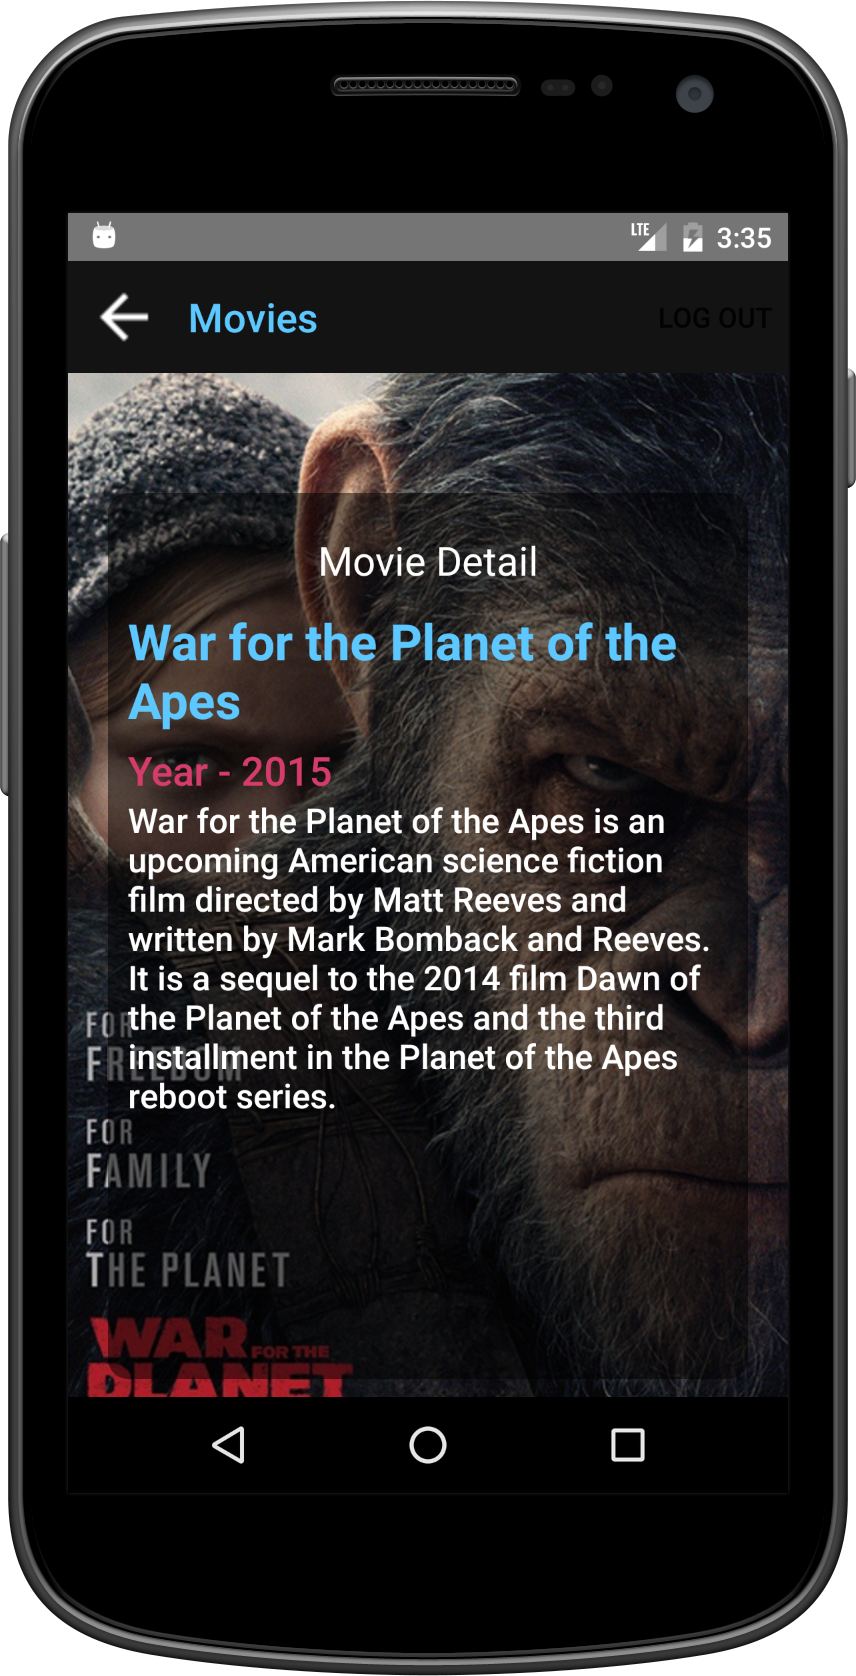 LTE 3:35
Movies LOG OUT
Movie Detail
War for the Planet of the
Apes
Year - 2015
War for the Planet of the Apes is an
upcoming American science fiction
film directed by Matt Reeves and
written by Mark Bomback and Reeves.
It is a sequel to the 2014 film Dawn of
the Planet of the Apes and the third
installment in the Planet of the Apes
reboot series.
FOR
FREEDOM
FOR
FAMILY
FOR
THE PLANET
WAR FOR THE
PLANET